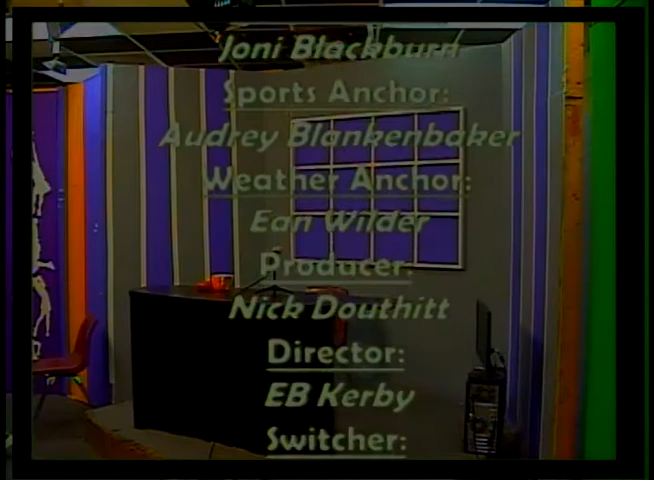 Joni Blackburn
Sports Anchor:
Audrey Blankenbaker
Weather Anchor:
Ean Wilder
Producer:
Nick Douthitt
Director:
EB Kerby
Switcher: